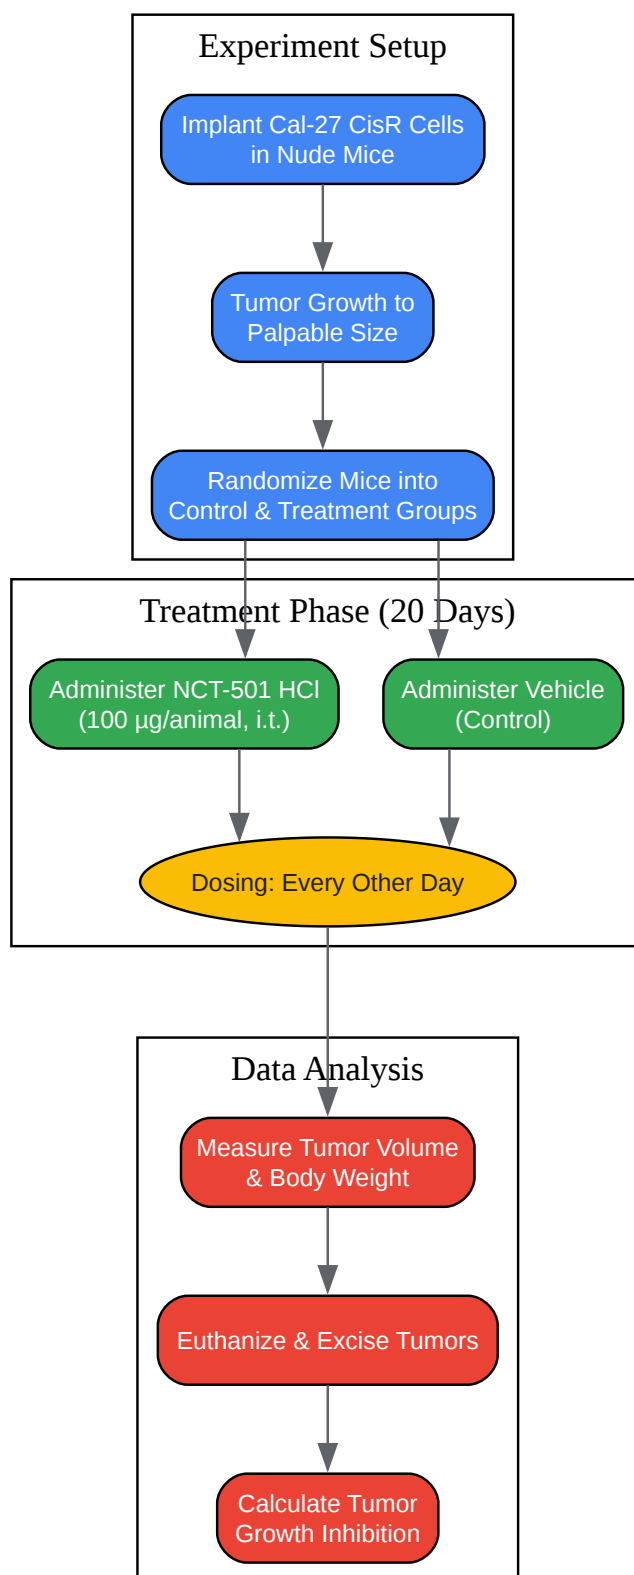 Experiment Setup
Implant Cal-27 CisR Cells
in Nude Mice
Tumor Growth to
Palpable Size
Randomize Mice into
Control & Treatment Groups
Treatment Phase (20 Days)
Administer NCT-501 HCl
(100 µg/animal, i.t.)
Administer Vehicle
(Control)
Dosing: Every Other Day
Data Analysis
Measure Tumor Volume
& Body Weight
Euthanize & Excise Tumors
Calculate Tumor
Growth Inhibition